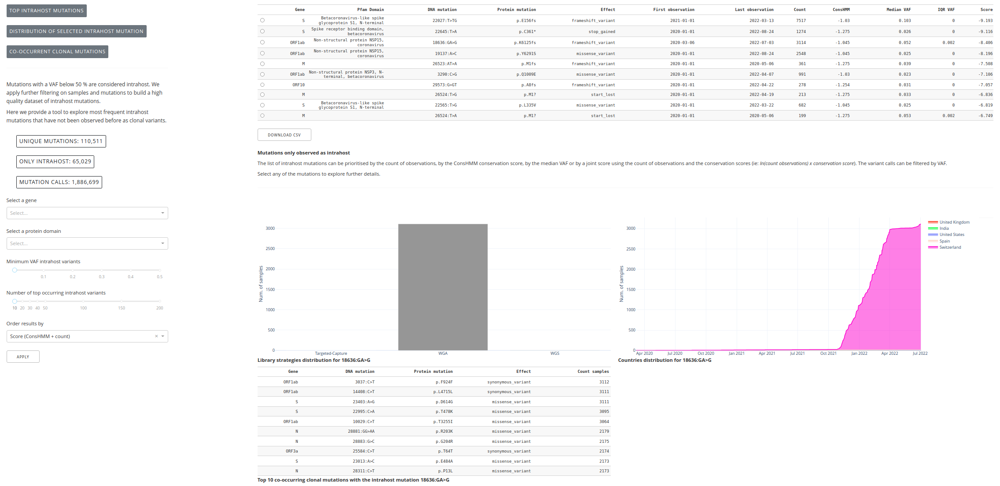 TOP INTRAHOST MUTATIONS
DISTRIBUTION OF SELECTED INTRAHOST MUTATION
CO-OCCURRENT CLONAL MUTATIONS
Mutations with a VAF below 50 % are considered intrahost. We
apply further filtering on samples and mutations to build a high
quality dataset of intrahost mutations.
Here we provide a tool to explore most frequent intrahost
mutations that have not been observed before as clonal variants.
UNIQUE MUTATIONS: 110,511
ONLY INTRAHOST: 65,029
MUTATION CALLS: 1,886,699
Select a gene
Select...
Select a protein domain
Select...
Minimum VAF intrahost variants
0.1 0.2 0.3 0.4 0.5
Number of top occurring intrahost variants
10 20 30 40 50 100 150 200
Order results by
Score (ConsHMM + count) ×
APPLY
Gene Pfam Domain DNA mutation Protein mutation Effect First observation Last observation Count ConsHMM Median VAF IQR VAF Score
S Betacoronavirus-like spike glycoprotein S1, N-terminal 22027:T>TG p.E156fs frameshift_variant 2021-01-01 2022-03-13 7517 -1.03 0.103 0 -9.193
S Spike receptor binding domain, betacoronavirus 22645:T>A p.C361* stop_gained 2020-01-01 2022-08-24 1274 -1.275 0.026 0 -9.116
ORF1ab Non-structural protein NSP15, coronavirus 18636:GA>G p.K6125fs frameshift_variant 2020-03-06 2022-07-03 3114 -1.045 0.052 0.002 -8.406
ORF1ab Non-structural protein NSP15, coronavirus 19137:A>C p.Y6291S missense_variant 2020-01-01 2022-08-24 2548 -1.045 0.025 0 -8.196
M 26523:AT>A p.M1fs frameshift_variant 2020-01-01 2020-05-06 361 -1.275 0.039 0 -7.508
ORF1ab Non-structural protein NSP3, N-terminal, betacoronavirus 3290:C>G p.Q1009E missense_variant 2020-01-01 2022-04-07 991 -1.03 0.023 0 -7.106
ORF10 29573:G>GT p.A8fs frameshift_variant 2020-01-01 2022-04-22 278 -1.254 0.031 0 -7.057
M 26524:T>G p.M1? start_lost 2020-01-01 2022-04-19 213 -1.275 0.033 0 -6.836
S Betacoronavirus-like spike glycoprotein S1, N-terminal 22565:T>G p.L335V missense_variant 2020-01-01 2022-03-22 682 -1.045 0.025 0 -6.819
M 26524:T>A p.M1? start_lost 2020-01-01 2020-05-06 199 -1.275 0.053 0.002 -6.749
DOWNLOAD CSV
Mutations only observed as intrahost
The list of intrahost mutations can be prioritised by the count of observations, by the ConsHMM conservation score, by the median VAF or by a joint score using the count of observations and the conservation scores (ie: ln(count observations) x conservation score). The variant calls can be filtered by VAF.
Select any of the mutations to explore further details.
Num. of samples
3000
2500
2000
1500
1000
500
0
Targeted-Capture WGA WGS
Library strategies distribution for 18636:GA>G
Num. of samples
3000
2500
2000
1500
1000
500
0
Apr 2020 Jul 2020 Oct 2020 Jan 2021 Apr 2021 Jul 2021 Oct 2021 Jan 2022 Apr 2022 Jul 2022
United Kingdom
India
United States
Spain
Switzerland
Countries distribution for 18636:GA>G
Gene DNA mutation Protein mutation Effect Count samples
ORF1ab 3037:C>T p.F924F synonymous_variant 3112
ORF1ab 14408:C>T p.L4715L synonymous_variant 3111
S 23403:A>G p.D614G missense_variant 3111
S 22995:C>A p.T478K missense_variant 3095
ORF1ab 10029:C>T p.T3255I missense_variant 3064
N 28881:GG>AA p.R203K missense_variant 2179
N 28883:G>C p.G204R missense_variant 2175
ORF3a 25584:C>T p.T64T synonymous_variant 2174
S 23013:A>C p.E484A missense_variant 2173
N 28311:C>T p.P13L missense_variant 2173
Top 10 co-occurring clonal mutations with the intrahost mutation 18636:GA>G